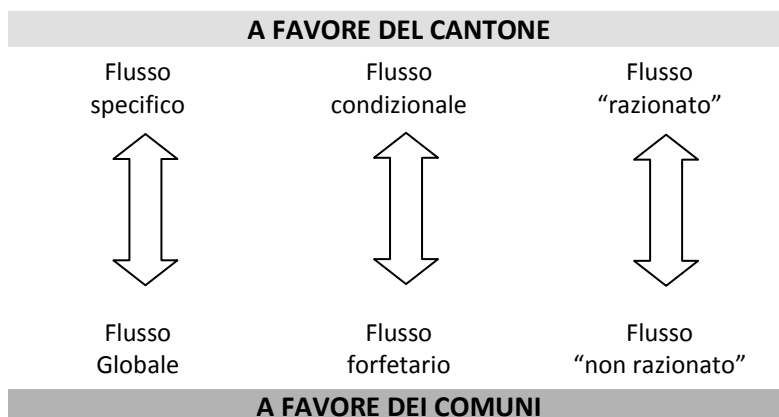 A FAVORE DEL CANTONE
Flusso
specifico
Flusso
condizionale
Flusso
“razionato”
Flusso
Globale
Flusso
forfetario
Flusso
“non razionato”
A FAVORE DEI COMUNI